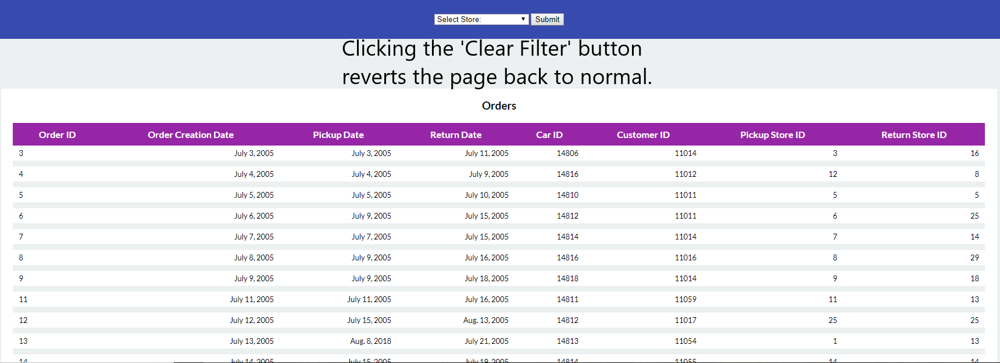 Select Store: Submit
Clicking the 'Clear Filter' button
reverts the page back to normal.
Orders
Order ID Order Creation Date Pickup Date Return Date Car ID Customer ID Pickup Store ID Return Store ID
3 July 3, 2005 July 3, 2005 July 11, 2005 14806 11014 3 16
4 July 4, 2005 July 4, 2005 July 9, 2005 14816 11012 12 8
5 July 5, 2005 July 5, 2005 July 10, 2005 14810 11011 5 5
6 July 6, 2005 July 9, 2005 July 15, 2005 14812 11011 6 25
7 July 7, 2005 July 7, 2005 July 15, 2005 14814 11014 7 14
8 July 8, 2005 July 9, 2005 July 16, 2005 14816 11016 8 29
9 July 9, 2005 July 9, 2005 July 18, 2005 14818 11014 9 18
11 July 11, 2005 July 11, 2005 July 16, 2005 14811 11059 11 13
12 July 12, 2005 July 15, 2005 Aug. 13, 2005 14812 11017 25 25
13 July 13, 2005 Aug. 8, 2018 July 21, 2005 14813 11054 1 13
14 July 14, 2005 July 15, 2005 July 19, 2005 14814 11055 14 14